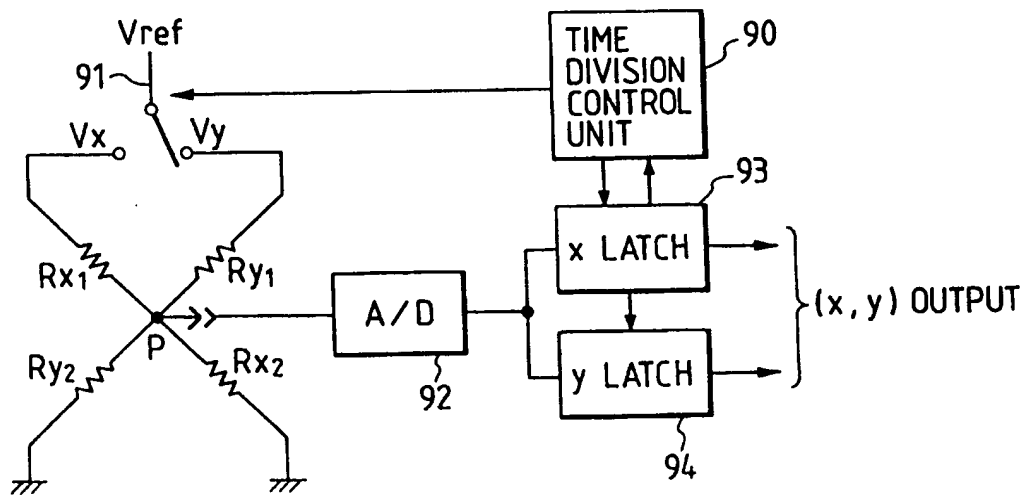 Vref
91
Vx
Vy
TIME
DIVISION
CONTROL
UNIT
90
93
x LATCH
Rx1
Ry1
A/D
(x, y) OUTPUT
P
Ry2
Rx2
92
y LATCH
94